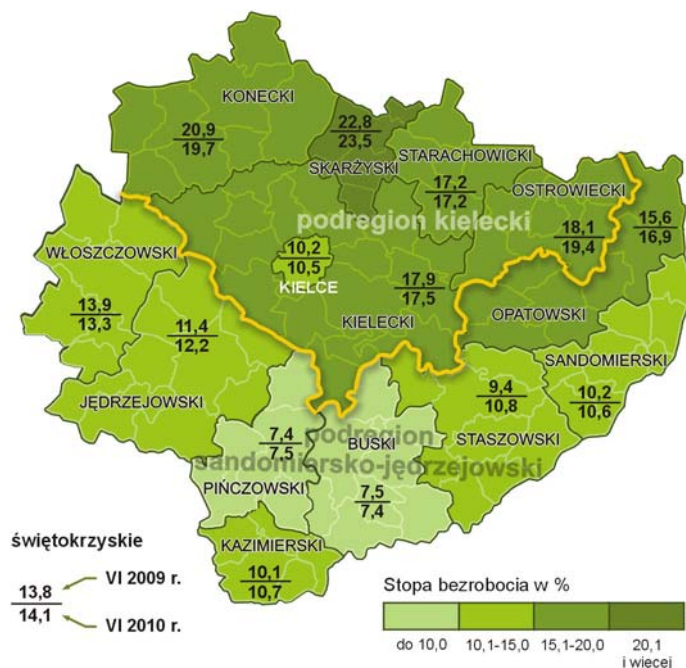 KONECKI
20,9
19,7
22,8
23,5
SKARŻYSKI
STARACHOWICKI
17,2
17,2
OSTROWIECKI
18,1
19,4
15,6
16,9
podregion kielecki
WŁOSZCZOWSKI
10,2
10,5
KIELCE
13,9
13,3
11,4
12,2
17,9
17,5
KIELECKI
OPATOWSKI
SANDOMIERSKI
10,2
10,6
JĘDRZEJOWSKI
9,4
10,8
STASZOWSKI
7,4
7,5
podregion
BUSKI
sandomiersko-jędrzejowski
PIŃCZOWSKI
7,5
7,4
KAZIMIERSKI
10,1
10,7
świętokrzyskie
13,8 VI 2009 r.
14,1 VI 2010 r.
Stopa bezrobocia w %
do 10,0 10,1-15,0 15,1-20,0 20,1
i więcej